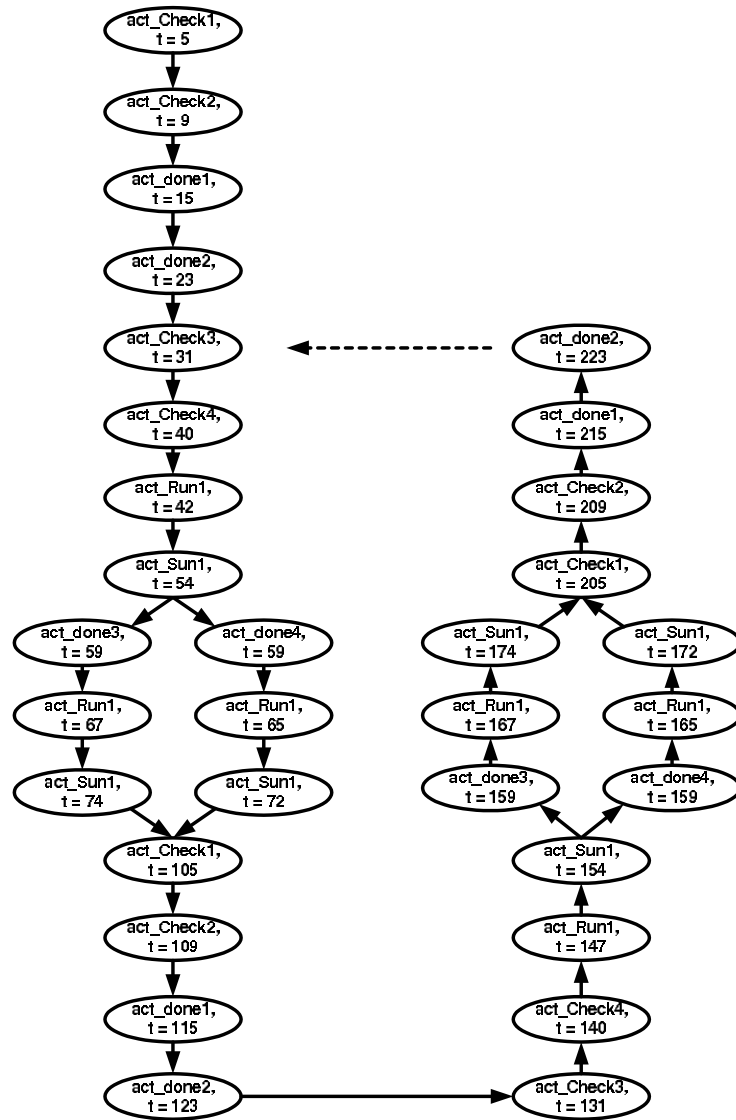 act_Check1,
t = 5
act_Check2,
t = 9
act_done1,
t = 15
act_done2,
t = 23
act_Check3,
t = 31
act_Check4,
t = 40
act_Run1,
t = 42
act_Sun1,
t = 54
act_done3,
t = 59
act_done4,
t = 59
act_Run1,
t = 67
act_Run1,
t = 65
act_Sun1,
t = 74
act_Sun1,
t = 72
act_Check1,
t = 105
act_Check2,
t = 109
act_done1,
t = 115
act_done2,
t = 123
act_Check3,
t = 131
act_Check4,
t = 140
act_Run1,
t = 147
act_Sun1,
t = 154
act_done3,
t = 159
act_done4,
t = 159
act_Run1,
t = 167
act_Run1,
t = 165
act_Sun1,
t = 174
act_Sun1,
t = 172
act_Check1,
t = 205
act_Check2,
t = 209
act_done1,
t = 215
act_done2,
t = 223